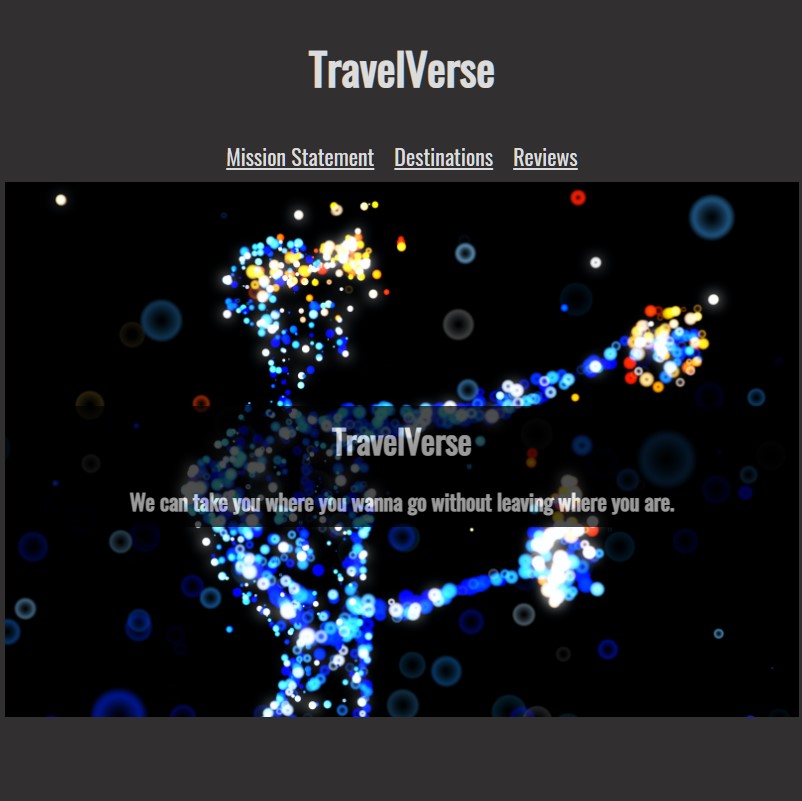 TravelVerse
Mission Statement Destinations Reviews
TravelVerse
We can take you where you wanna go without leaving where you are.